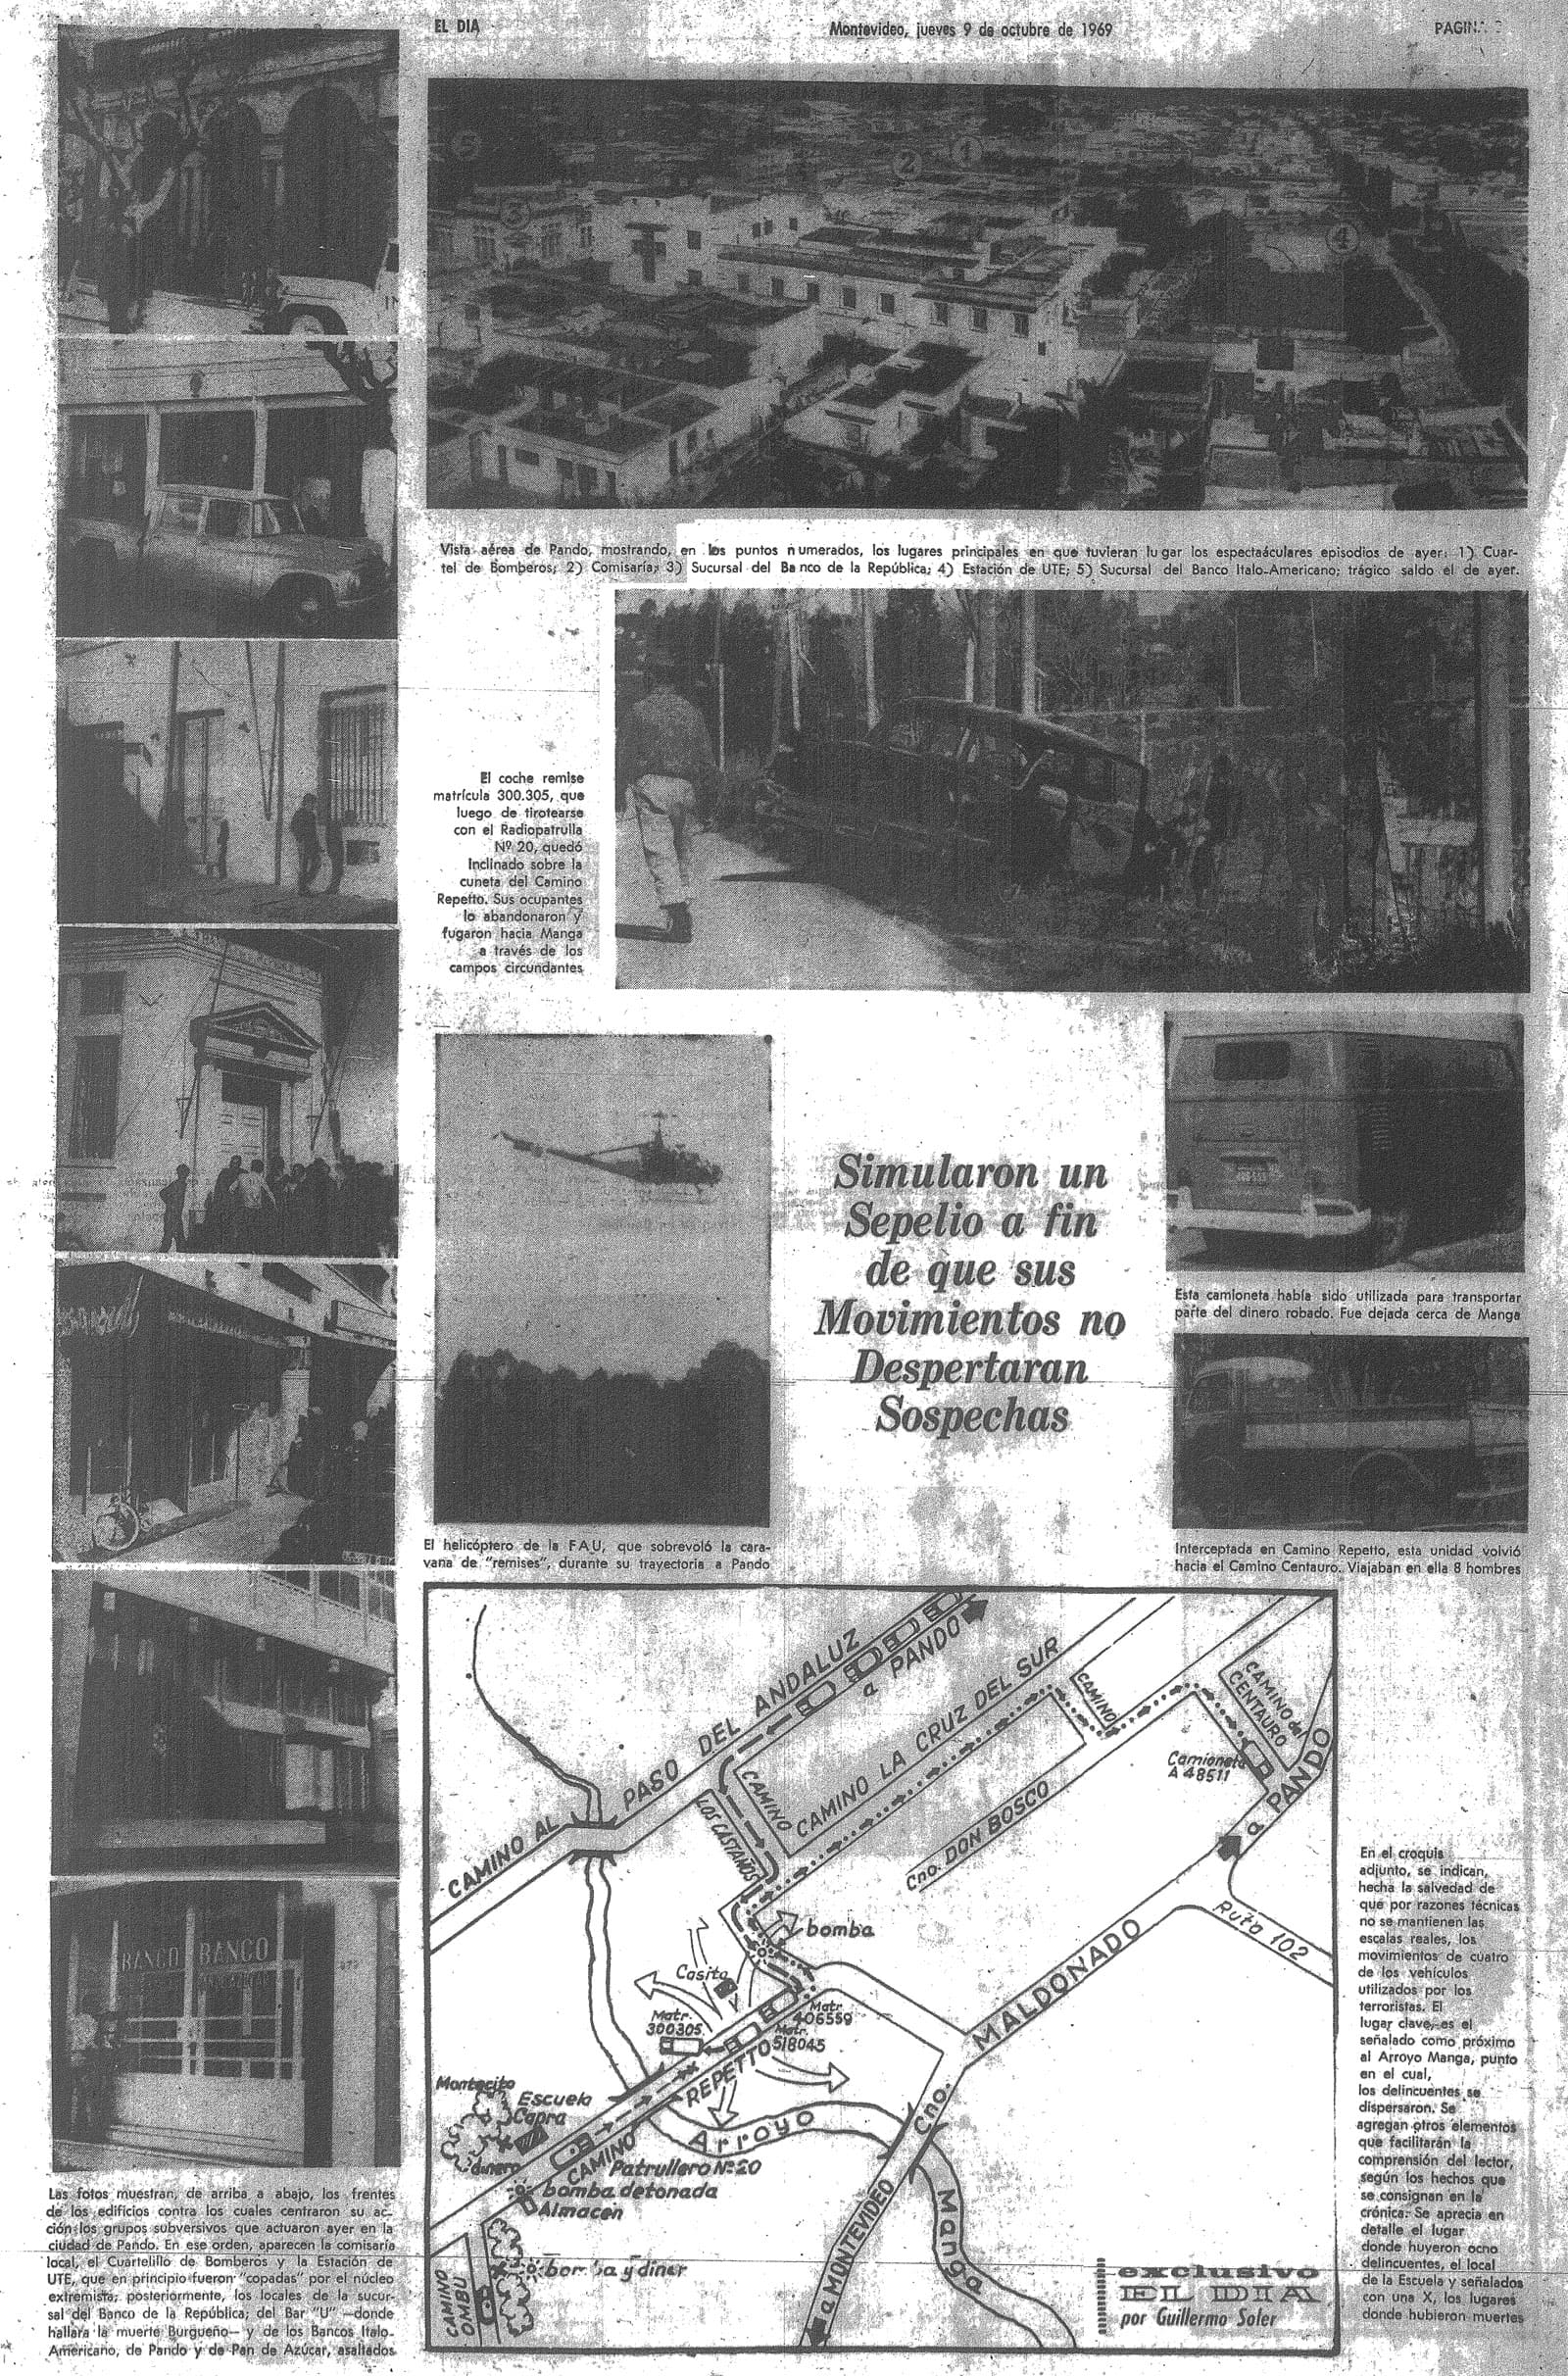 EL DIA
Montevideo, jueves 9 de octubre de 1969
5
2
1
3
4
Vista aérea de Pando, mostrando, en los puntos numerados, los lugares principales en que tuvieran lugar los espectaáculares episodios de ayer: 1) Cuar-
tel de Bomberos; 2) Comisaría; 3) Sucursal del Banco de la República; 4) Estación de UTE; 5) Sucursal del Banco Italo-Americano; trágico saldo el de ayer.
El coche remise
matrícula 300.305, que
luego de tirotearse
con el Radiopatrulla
Nº 20, quedó
inclinado sobre la
cuneta del Camino
Repetto. Sus ocupantes
lo abandonaron y
fugaron hacia Manga
a través de los
campos circundantes
Simularon un
Sepelio a fin
de que sus
Movimientos no
Despertaran
Sospechas
Esta camioneta había sido utilizada para transportar
parte del dinero robado. Fue dejada cerca de Manga
El helicóptero de la FAU, que sobrevoló la cara-
vana de "remises", durante su trayectoria a Pando
Interceptada en Camino Repetto, esta unidad volvió
hacia el Camino Centauro. Viajaban en ella 8 hombres
CAMINO AL PASO DEL ANDALUZ
a PANDO
CAMINO LA CRUZ DEL SUR
CAMINO
CAMINO del
CENTAURO
Camioneta
A 48511
a PANDO
CAMINO
LOS CASTAÑOS
Cno. DON BOSCO
Ruta 102
bomba
Casita
Matr.
300305
Matr
406559
Matr.
518045
Cno. MALDONADO
CAMINO REPETTO
Montecito
Escuela
Capra
dinero
Arroyo
Manga
Patrullero Nº 20
bomba detonada
Almacén
a MONTEVIDEO
CAMINO
OMBU
exclusivo
EL DIA
por Guillermo Soler
BANCO BANCO
En el croquis
adjunto, se indican,
hecha la salvedad de
que por razones técnicas
no se mantienen las
escalas reales, los
movimientos de cuatro
de los vehículos
utilizados por los
terroristas. El
lugar clave, es el
señalado como próximo
al Arroyo Manga, punto
en el cual,
los delincuentes se
dispersaron. Se
agregan otros elementos
que facilitarán la
comprensión del lector,
según los hechos que
se consignan en la
crónica. Se aprecia en
detalle el lugar
donde huyeron ocho
delincuentes, el local
de la Escuela y señalados
con una X, los lugares
donde hubieron muertes
Las fotos muestran, de arriba a abajo, los frentes
de los edificios contra los cuales centraron su ac-
ción los grupos subversivos que actuaron ayer en la
ciudad de Pando. En ese orden, aparecen la comisaría
local, el Cuartelillo de Bomberos y la Estación de
UTE, que en principio fueron "copadas" por el núcleo
extremista; posteriormente, los locales de la sucur-
sal del Banco de la República; del Bar "U" —donde
hallara la muerte Burgueño— y de los Bancos Italo-
Americano, de Pando y de Pan de Azúcar, asaltados